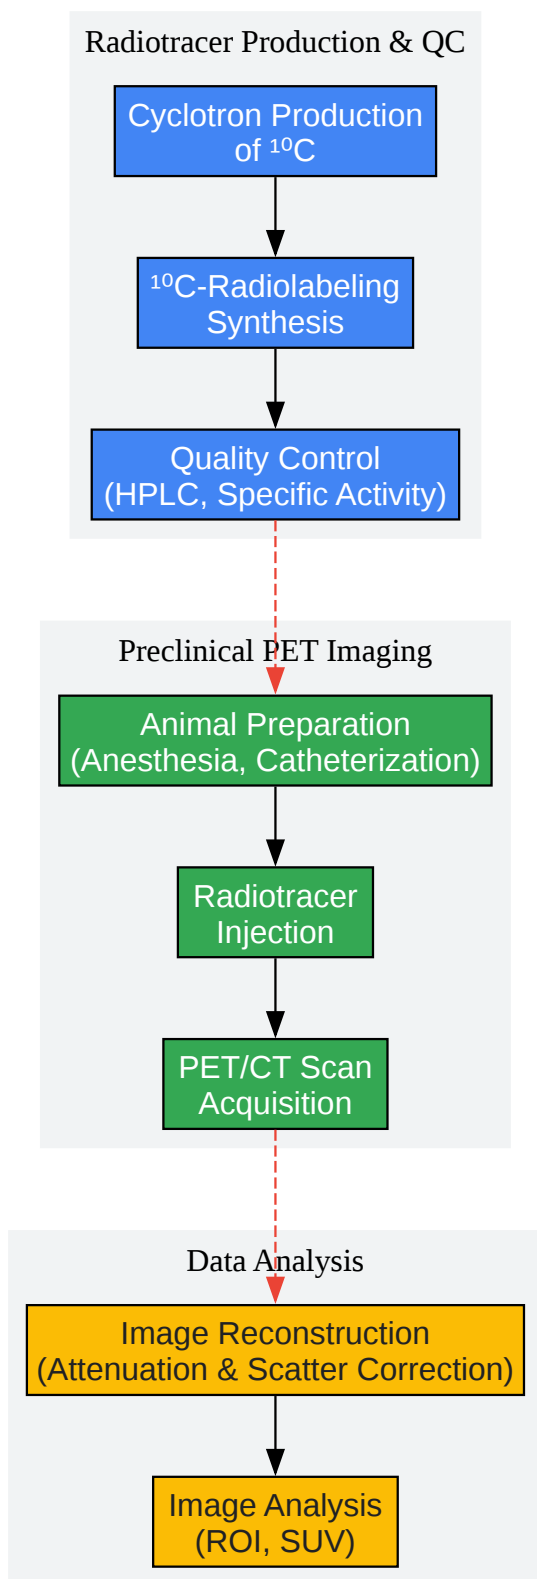 Radiotracer Production & QC
Cyclotron Production
of ¹⁰C
¹⁰C-Radiolabeling
Synthesis
Quality Control
(HPLC, Specific Activity)
Preclinical PET Imaging
Animal Preparation
(Anesthesia, Catheterization)
Radiotracer
Injection
PET/CT Scan
Acquisition
Data Analysis
Image Reconstruction
(Attenuation & Scatter Correction)
Image Analysis
(ROI, SUV)